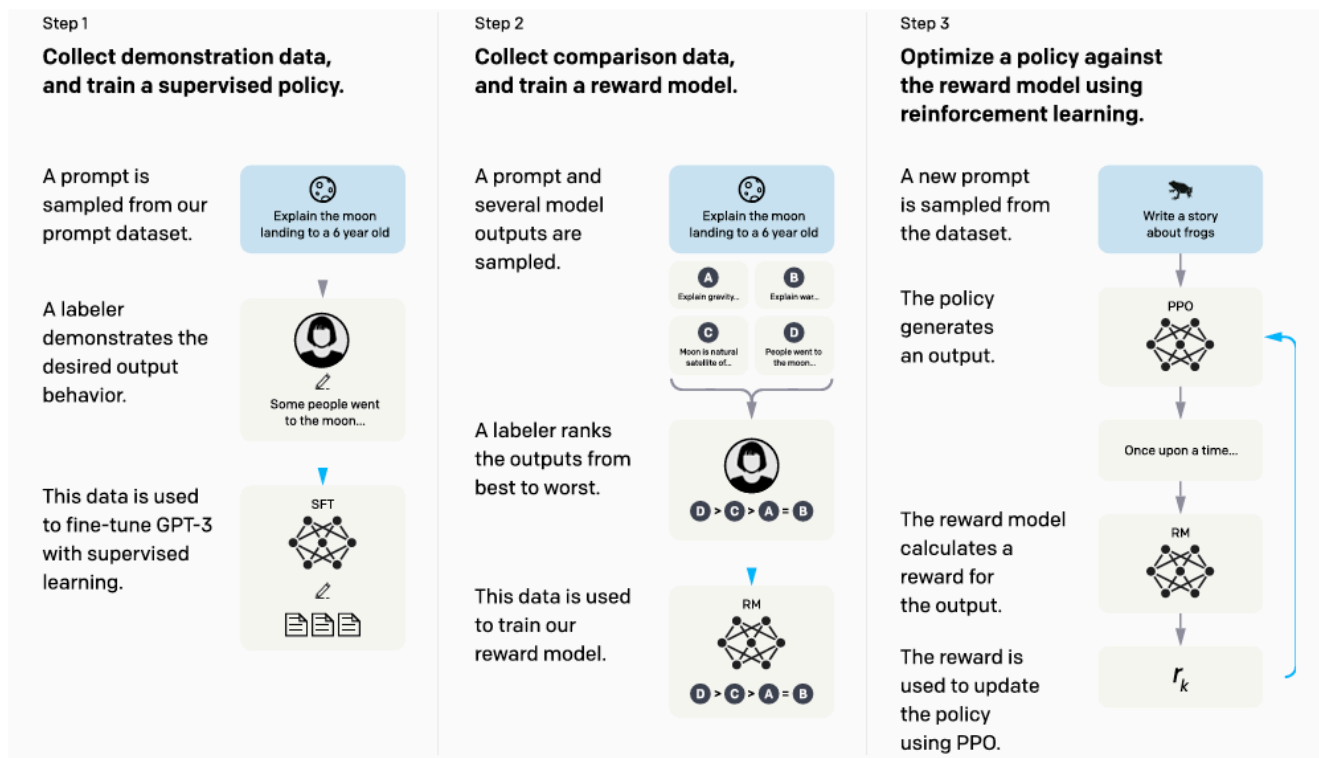 Step 1
Collect demonstration data,
and train a supervised policy.
A prompt is
sampled from our
prompt dataset.
Explain the moon
landing to a 6 year old
A labeler
demonstrates the
desired output
behavior.
Some people went
to the moon...
This data is used
to fine-tune GPT-3
with supervised
learning.
SFT
Step 2
Collect comparison data,
and train a reward model.
A prompt and
several model
outputs are
sampled.
Explain the moon
landing to a 6 year old
A
Explain gravity...
B
Explain war...
C
Moon is natural
satellite of...
D
People went to
the moon...
A labeler ranks
the outputs from
best to worst.
D > C > A = B
This data is used
to train our
reward model.
RM
D > C > A = B
Step 3
Optimize a policy against
the reward model using
reinforcement learning.
A new prompt
is sampled from
the dataset.
Write a story
about frogs
The policy
generates
an output.
PPO
Once upon a time...
The reward model
calculates a
reward for
the output.
RM
The reward is
used to update
the policy
using PPO.
rₖ